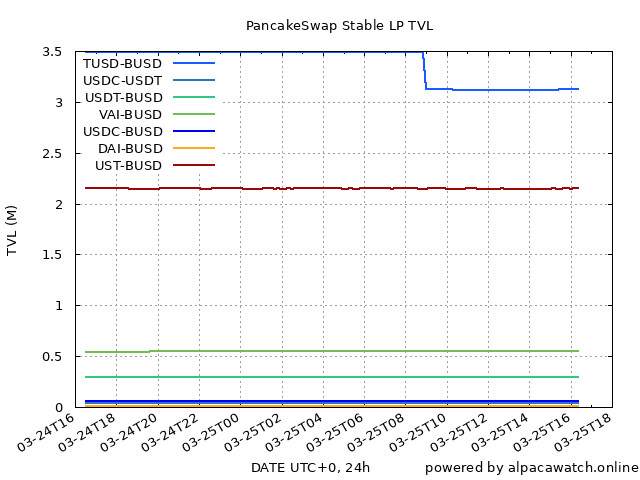 PancakeSwap Stable LP TVL
3.5
3
2.5
2
1.5
1
0.5
0
TVL (M)
TUSD-BUSD
USDC-USDT
USDT-BUSD
VAI-BUSD
USDC-BUSD
DAI-BUSD
UST-BUSD
03-24T16
03-24T18
03-24T20
03-24T22
03-25T00
03-25T02
03-25T04
03-25T06
03-25T08
03-25T10
03-25T12
03-25T14
03-25T16
03-25T18
DATE UTC+0, 24h
powered by alpacawatch.online